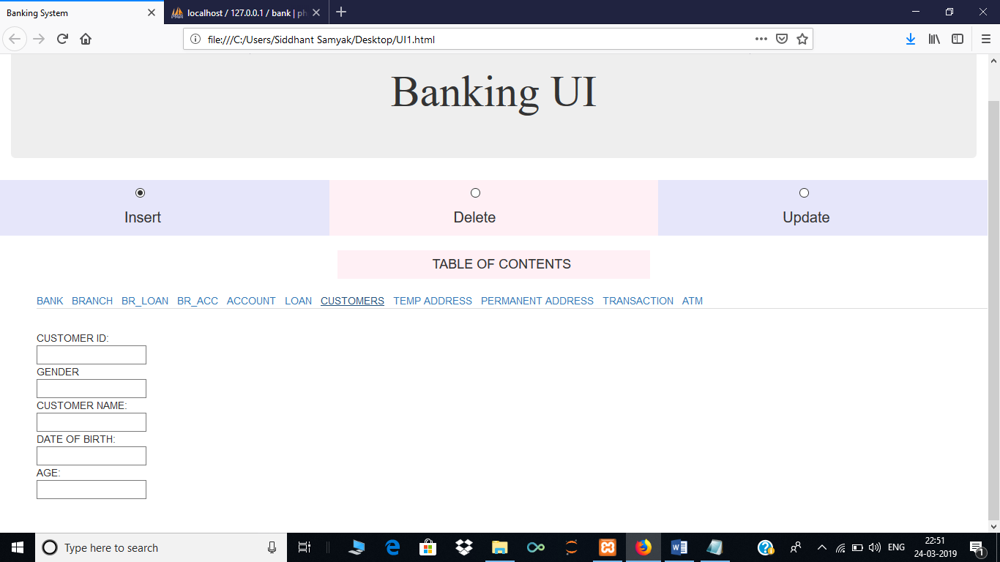 Banking System
localhost / 127.0.0.1 / bank | ph
file:///C:/Users/Siddhant Samyak/Desktop/UI1.html
Banking UI
Insert Delete Update
TABLE OF CONTENTS
BANK BRANCH BR_LOAN BR_ACC ACCOUNT LOAN CUSTOMERS TEMP ADDRESS PERMANENT ADDRESS TRANSACTION ATM
CUSTOMER ID:
GENDER
CUSTOMER NAME:
DATE OF BIRTH:
AGE:
Type here to search
ENG
22:51
24-03-2019
1